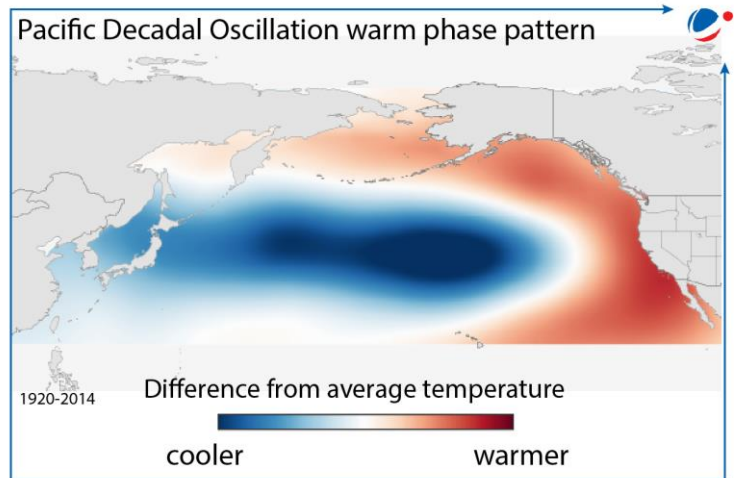 Pacific Decadal Oscillation warm phase pattern
1920-2014
Difference from average temperature
cooler warmer